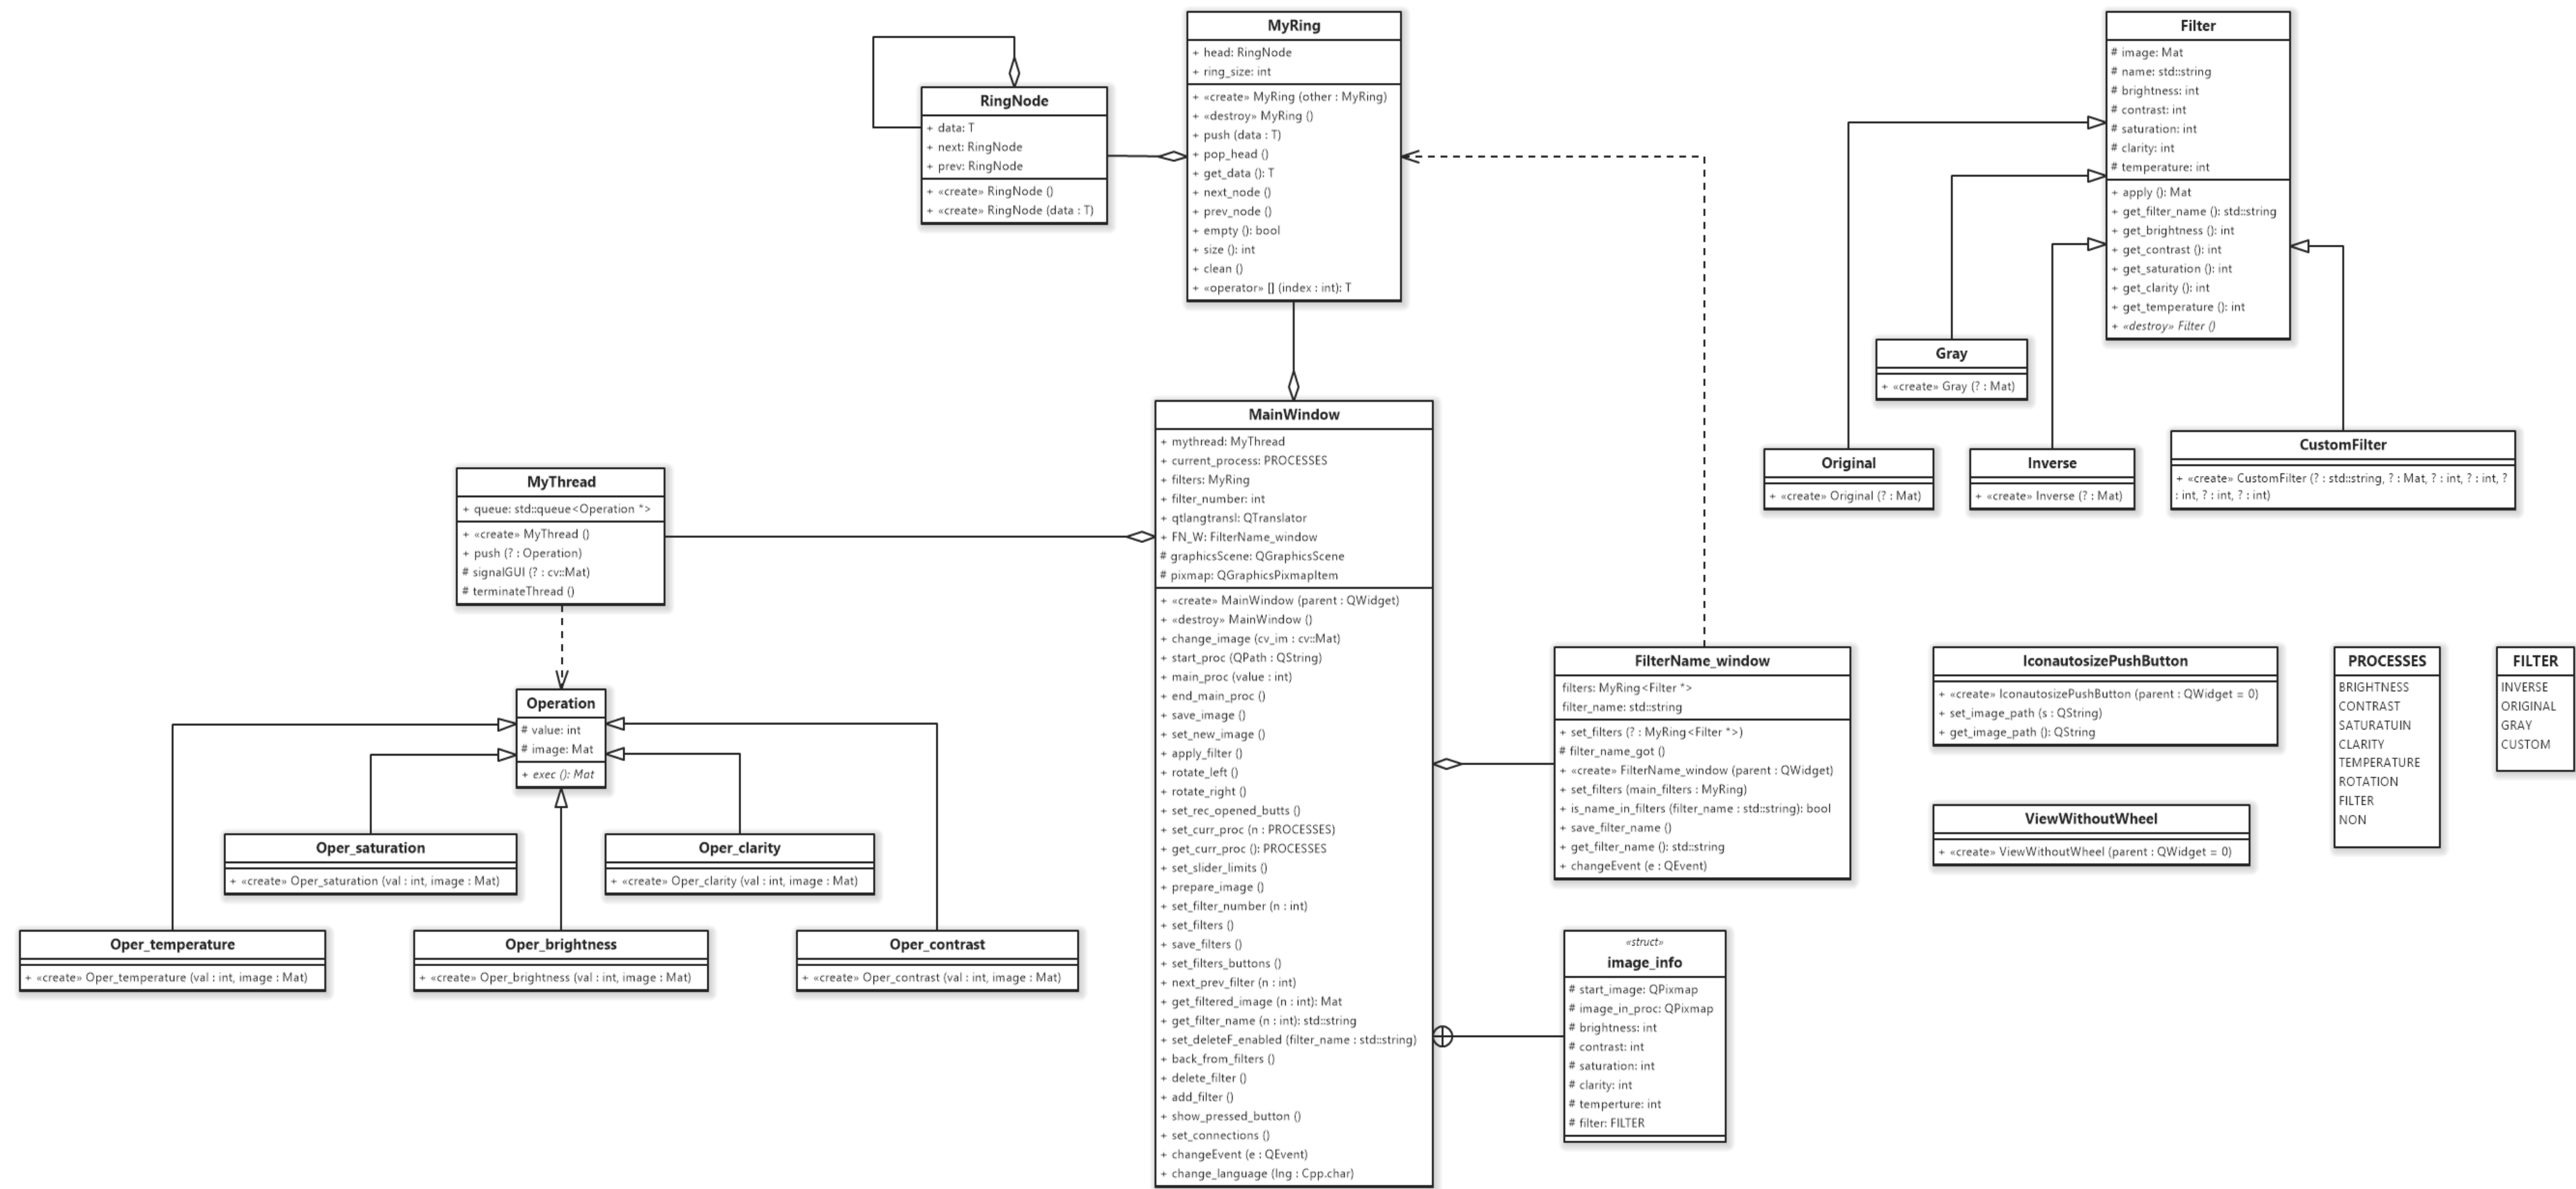 MyRing
+ head: RingNode
+ ring_size: int
+ «create» MyRing (other : MyRing)
+ «destroy» MyRing ()
+ push (data : T)
+ pop_head ()
+ get_data (): T
+ next_node ()
+ prev_node ()
+ empty (): bool
+ size (): int
+ clean ()
+ «operator» [] (index : int): T
RingNode
+ data: T
+ next: RingNode
+ prev: RingNode
+ «create» RingNode ()
+ «create» RingNode (data : T)
Filter
# image: Mat
# name: std::string
# brightness: int
# contrast: int
# saturation: int
# clarity: int
# temperature: int
+ apply (): Mat
+ get_filter_name (): std::string
+ get_brightness (): int
+ get_contrast (): int
+ get_saturation (): int
+ get_clarity (): int
+ get_temperature (): int
+ «destroy» Filter ()
Gray
+ «create» Gray (? : Mat)
Original
+ «create» Original (? : Mat)
Inverse
+ «create» Inverse (? : Mat)
CustomFilter
+ «create» CustomFilter (? : std::string, ? : Mat, ? : int, ? : int, ?
: int, ? : int, ? : int)
MainWindow
+ mythread: MyThread
+ current_process: PROCESSES
+ filters: MyRing
+ filter_number: int
+ qtlangtransl: QTranslator
+ FN_W: FilterName_window
# graphicsScene: QGraphicsScene
# pixmap: QGraphicsPixmapItem
+ «create» MainWindow (parent : QWidget)
+ «destroy» MainWindow ()
+ change_image (cv_im : cv::Mat)
+ start_proc (QPath : QString)
+ main_proc (value : int)
+ end_main_proc ()
+ save_image ()
+ set_new_image ()
+ apply_filter ()
+ rotate_left ()
+ rotate_right ()
+ set_rec_opened_butts ()
+ set_curr_proc (n : PROCESSES)
+ get_curr_proc (): PROCESSES
+ set_slider_limits ()
+ prepare_image ()
+ set_filter_number (n : int)
+ set_filters ()
+ save_filters ()
+ set_filters_buttons ()
+ next_prev_filter (n : int)
+ get_filtered_image (n : int): Mat
+ get_filter_name (n : int): std::string
+ set_deleteF_enabled (filter_name : std::string)
+ back_from_filters ()
+ delete_filter ()
+ add_filter ()
+ show_pressed_button ()
+ set_connections ()
+ changeEvent (e : QEvent)
+ change_language (lng : Cpp.char)
MyThread
+ queue: std::queue<Operation *>
+ «create» MyThread ()
+ push (? : Operation)
# signalGUI (? : cv::Mat)
# terminateThread ()
Operation
# value: int
# image: Mat
+ exec (): Mat
Oper_saturation
+ «create» Oper_saturation (val : int, image : Mat)
Oper_clarity
+ «create» Oper_clarity (val : int, image : Mat)
Oper_temperature
+ «create» Oper_temperature (val : int, image : Mat)
Oper_brightness
+ «create» Oper_brightness (val : int, image : Mat)
Oper_contrast
+ «create» Oper_contrast (val : int, image : Mat)
FilterName_window
filters: MyRing<Filter *>
filter_name: std::string
+ set_filters (? : MyRing<Filter *>)
# filter_name_got ()
+ «create» FilterName_window (parent : QWidget)
+ set_filters (main_filters : MyRing)
+ is_name_in_filters (filter_name : std::string): bool
+ save_filter_name ()
+ get_filter_name (): std::string
+ changeEvent (e : QEvent)
IconautosizePushButton
+ «create» IconautosizePushButton (parent : QWidget = 0)
+ set_image_path (s : QString)
+ get_image_path (): QString
ViewWithoutWheel
+ «create» ViewWithoutWheel (parent : QWidget = 0)
PROCESSES
BRIGHTNESS
CONTRAST
SATURATUIN
CLARITY
TEMPERATURE
ROTATION
FILTER
NON
FILTER
INVERSE
ORIGINAL
GRAY
CUSTOM
«struct»
image_info
# start_image: QPixmap
# image_in_proc: QPixmap
# brightness: int
# contrast: int
# saturation: int
# clarity: int
# temperture: int
# filter: FILTER